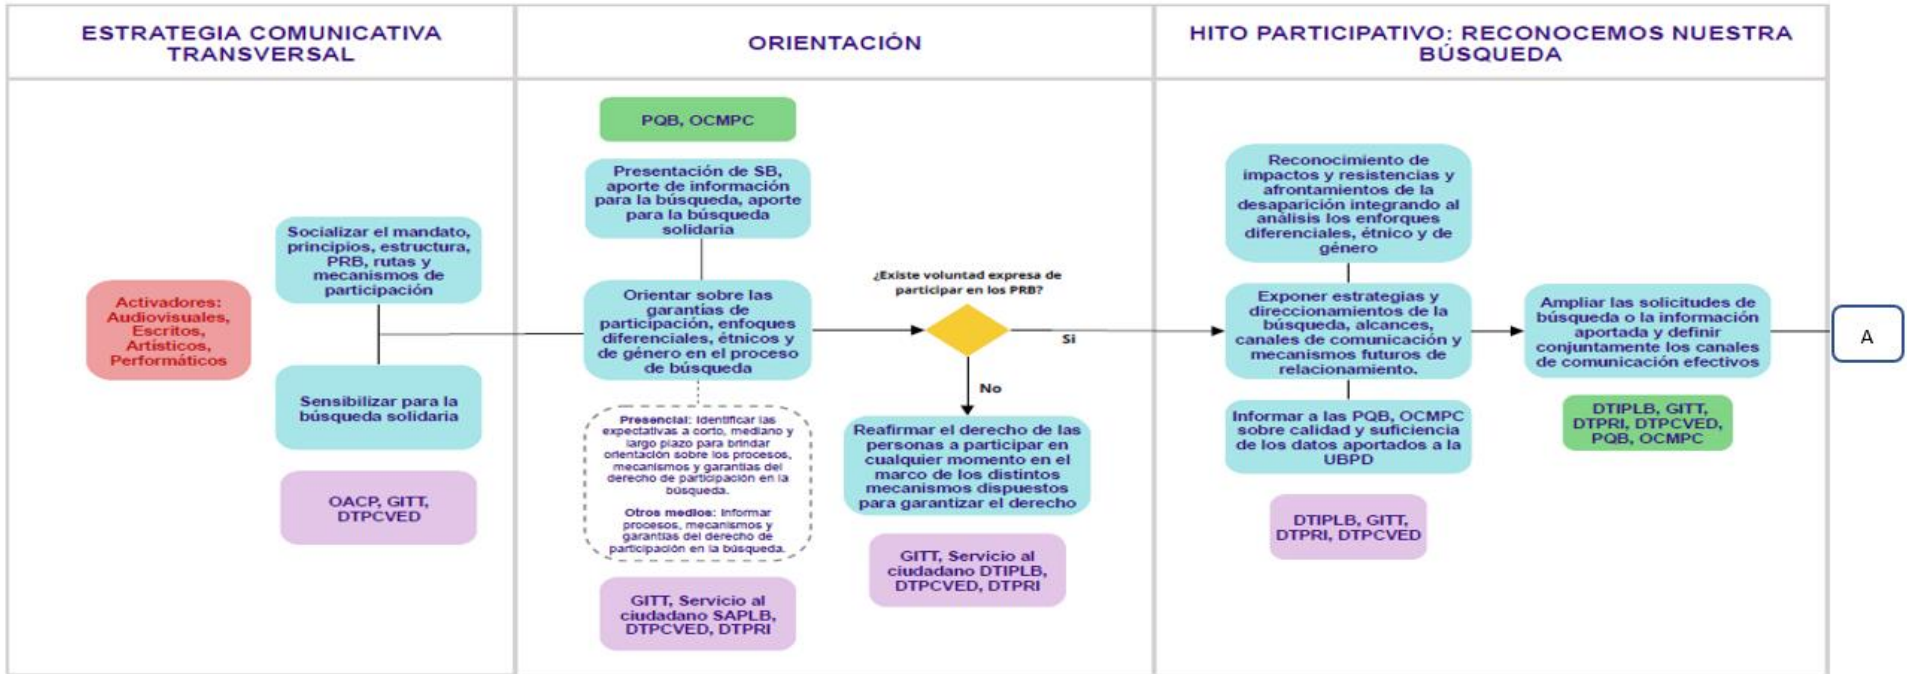 ESTRATEGIA COMUNICATIVA
TRANSVERSAL
ORIENTACIÓN
HITO PARTICIPATIVO: RECONOCEMOS NUESTRA
BÚSQUEDA
Activadores:
Audiovisuales,
Escritos,
Artísticos,
Performáticos
Socializar el mandato,
principios, estructura,
PRB, rutas y
mecanismos de
participación
Sensibilizar para la
búsqueda solidaria
OACP, GITT,
DTPCVED
PQB, OCMPC
Presentación de SB,
aporte de información
para la búsqueda, aporte
para la búsqueda
solidaria
Orientar sobre las
garantías de
participación, enfoques
diferenciales, étnicos y
de género en el proceso
de búsqueda
Presencial: Identificar las
expectativas a corto, mediano y
largo plazo para brindar
orientación sobre los procesos,
mecanismos y garantías del
derecho de participación en la
búsqueda.
Otros medios: Informar
procesos, mecanismos y
garantías del derecho de
participación en la búsqueda.
GITT, Servicio al
ciudadano SAPLB,
DTPCVED, DTPRI
¿Existe voluntad expresa de
participar en los PRB?
Si
No
Reafirmar el derecho de las
personas a participar en
cualquier momento en el
marco de los distintos
mecanismos dispuestos
para garantizar el derecho
GITT, Servicio al
ciudadano DTIPLB,
DTPCVED, DTPRI
Reconocimiento de
impactos y resistencias y
afrontamientos de la
desaparición integrando al
análisis los enforques
diferenciales, étnico y de
género
Exponer estrategias y
direccionamientos de la
búsqueda, alcances,
canales de comunicación y
mecanismos futuros de
relacionamiento.
Informar a las PQB, OCMPC
sobre calidad y suficiencia
de los datos aportados a la
UBPD
DTIPLB, GITT,
DTPRI, DTPCVED
Ampliar las solicitudes de
búsqueda o la información
aportada y definir
conjuntamente los canales
de comunicación efectivos
DTIPLB, GITT,
DTPRI, DTPCVED,
PQB, OCMPC
A